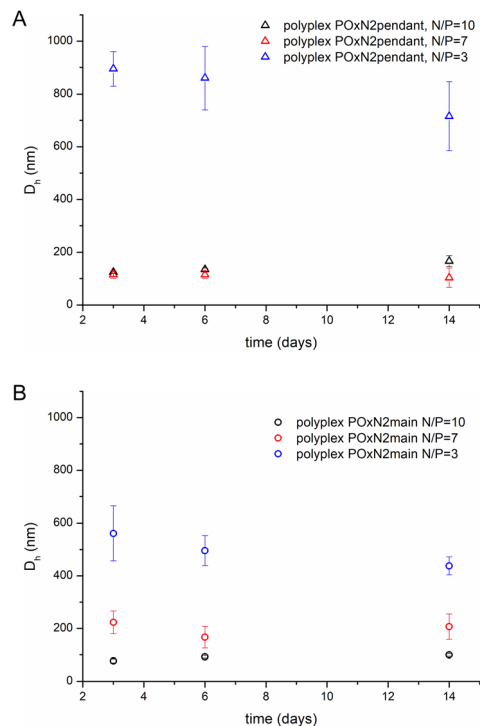 A
polyplex POxN2pendant, N/P=10
polyplex POxN2pendant, N/P=7
polyplex POxN2pendant, N/P=3
1000
800
600
400
200
0
Dh (nm)
2 4 6 8 10 12 14
time (days)
B
polyplex POxN2main N/P=10
polyplex POxN2main N/P=7
polyplex POxN2main N/P=3
1000
800
600
400
200
0
Dh (nm)
2 4 6 8 10 12 14
time (days)